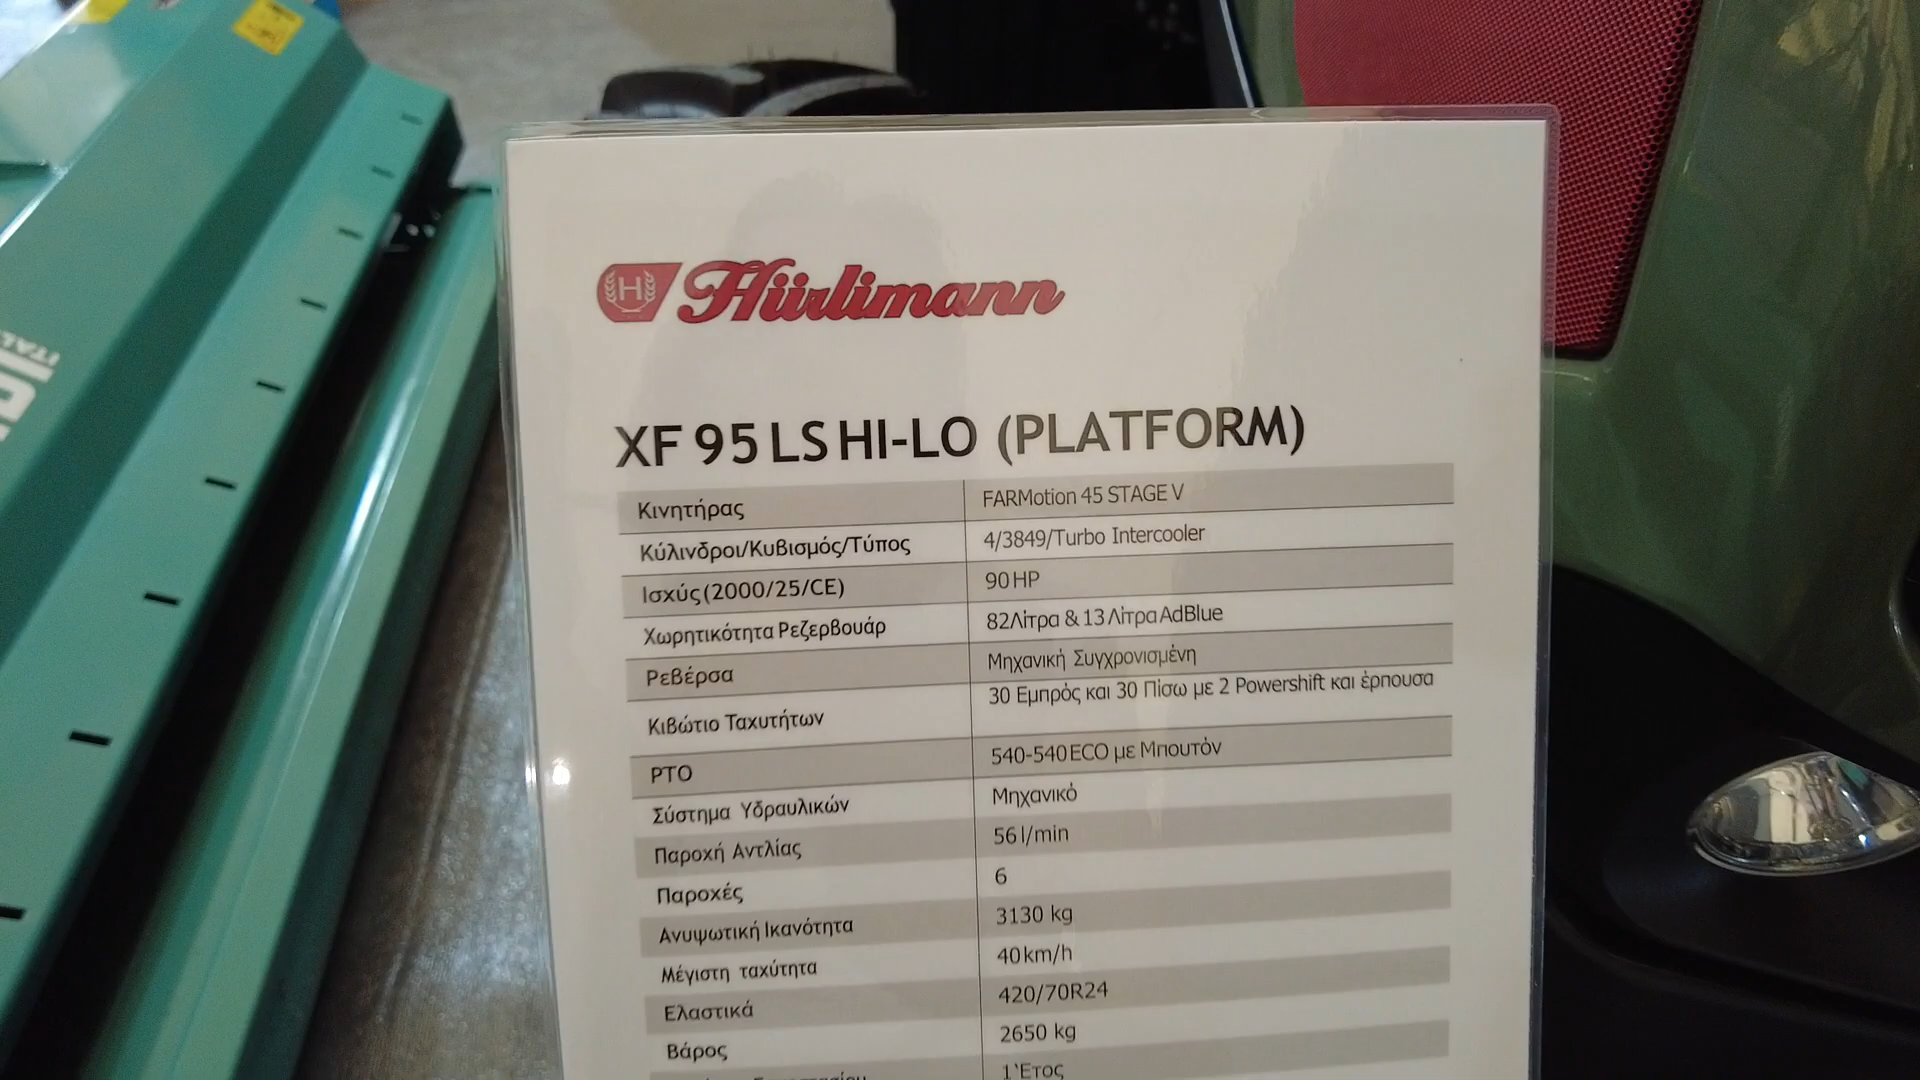 Hürlimann
XF 95 LS HI-LO (PLATFORM)
Κινητήρας FARMotion 45 STAGE V
Κύλινδροι/Κυβισμός/Τύπος 4/3849/Turbo Intercooler
Ισχύς(2000/25/CE) 90 HP
Χωρητικότητα Ρεζερβουάρ 82Λίτρα & 13 Λίτρα AdBlue
Ρεβέρσα Μηχανική Συγχρονισμένη
Κιβώτιο Ταχυτήτων 30 Εμπρός και 30 Πίσω με 2 Powershift και έρπουσα
PTO 540-540 ECO με Μπουτόν
Σύστημα Υδραυλικών Μηχανικό
Παροχή Αντλίας 56 l/min
Παροχές 6
Ανυψωτική Ικανότητα 3130 kg
Μέγιστη ταχύτητα 40 km/h
Ελαστικά 420/70R24
Βάρος 2650 kg
1Έτος